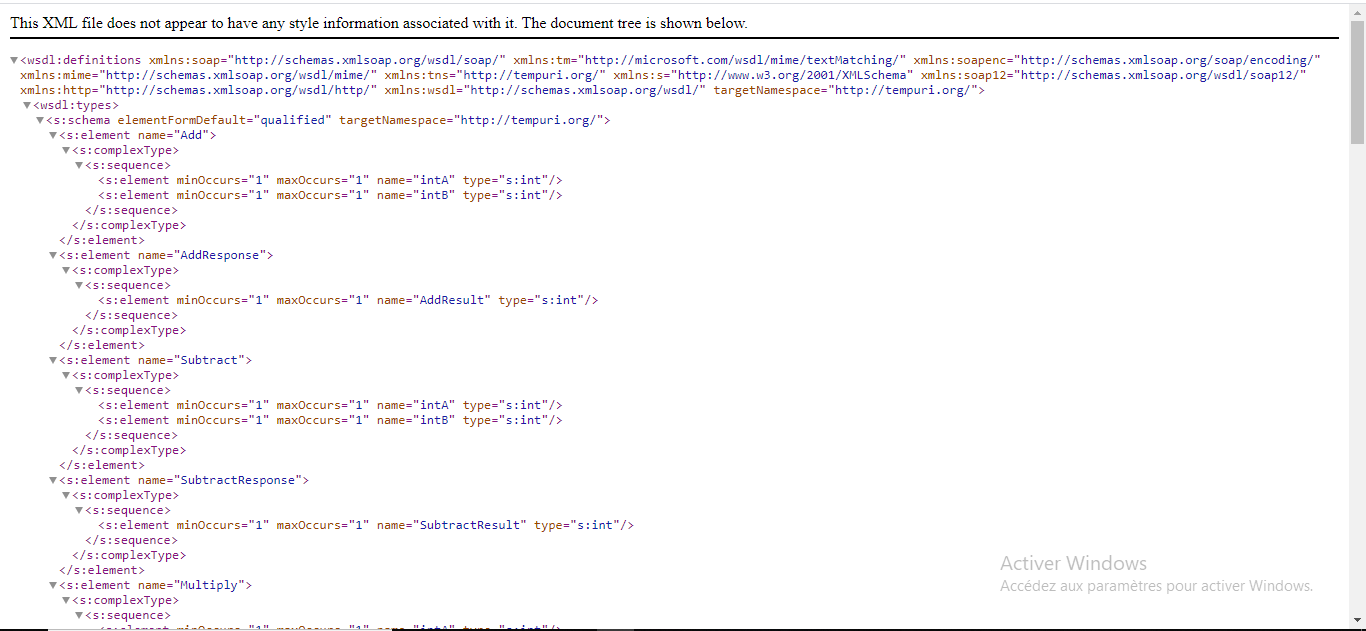 This XML file does not appear to have any style information associated with it. The document tree is shown below.
▼<wsdl:definitions xmlns:soap="http://schemas.xmlsoap.org/wsdl/soap/" xmlns:tm="http://microsoft.com/wsdl/mime/textMatching/" xmlns:soapenc="http://schemas.xmlsoap.org/soap/encoding/"
xmlns:mime="http://schemas.xmlsoap.org/wsdl/mime/" xmlns:tns="http://tempuri.org/" xmlns:s="http://www.w3.org/2001/XMLSchema" xmlns:soap12="http://schemas.xmlsoap.org/wsdl/soap12/"
xmlns:http="http://schemas.xmlsoap.org/wsdl/http/" xmlns:wsdl="http://schemas.xmlsoap.org/wsdl/" targetNamespace="http://tempuri.org/">
▼<wsdl:types>
▼<s:schema elementFormDefault="qualified" targetNamespace="http://tempuri.org/">
▼<s:element name="Add">
▼<s:complexType>
▼<s:sequence>
<s:element minOccurs="1" maxOccurs="1" name="intA" type="s:int"/>
<s:element minOccurs="1" maxOccurs="1" name="intB" type="s:int"/>
</s:sequence>
</s:complexType>
</s:element>
▼<s:element name="AddResponse">
▼<s:complexType>
▼<s:sequence>
<s:element minOccurs="1" maxOccurs="1" name="AddResult" type="s:int"/>
</s:sequence>
</s:complexType>
</s:element>
▼<s:element name="Subtract">
▼<s:complexType>
▼<s:sequence>
<s:element minOccurs="1" maxOccurs="1" name="intA" type="s:int"/>
<s:element minOccurs="1" maxOccurs="1" name="intB" type="s:int"/>
</s:sequence>
</s:complexType>
</s:element>
▼<s:element name="SubtractResponse">
▼<s:complexType>
▼<s:sequence>
<s:element minOccurs="1" maxOccurs="1" name="SubtractResult" type="s:int"/>
</s:sequence>
</s:complexType>
</s:element>
▼<s:element name="Multiply">
▼<s:complexType>
▼<s:sequence>
<s:element minOccurs="1" maxOccurs="1" name="intA" type="s:int"/>
Activer Windows
Accédez aux paramètres pour activer Windows.